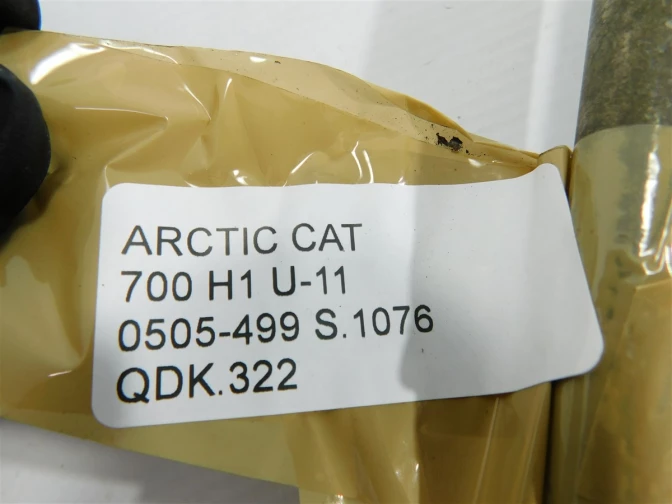 ARCTIC CAT
700 H1 U-11
0505-499 S.1076
QDK.322